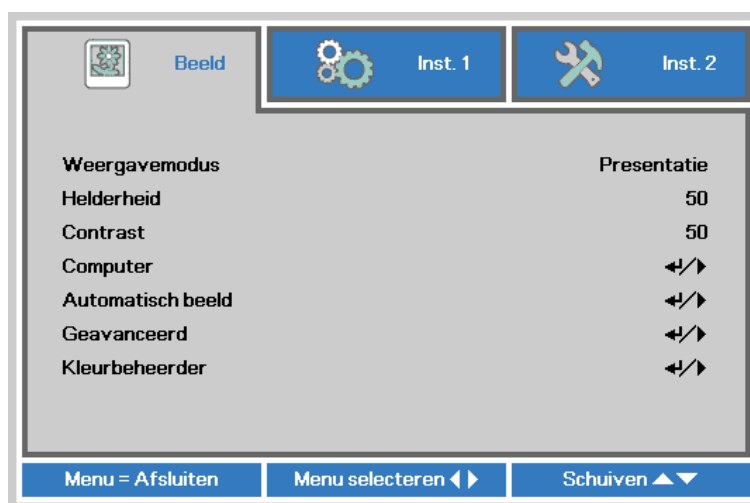 Beeld Inst. 1 Inst. 2
Weergavemodus Presentatie
Helderheid 50
Contrast 50
Computer ↵/▶
Automatisch beeld ↵/▶
Geavanceerd ↵/▶
Kleurbeheerder ↵/▶
Menu = Afsluiten Menu selecteren ◀ ▶ Schuiven ▲▼